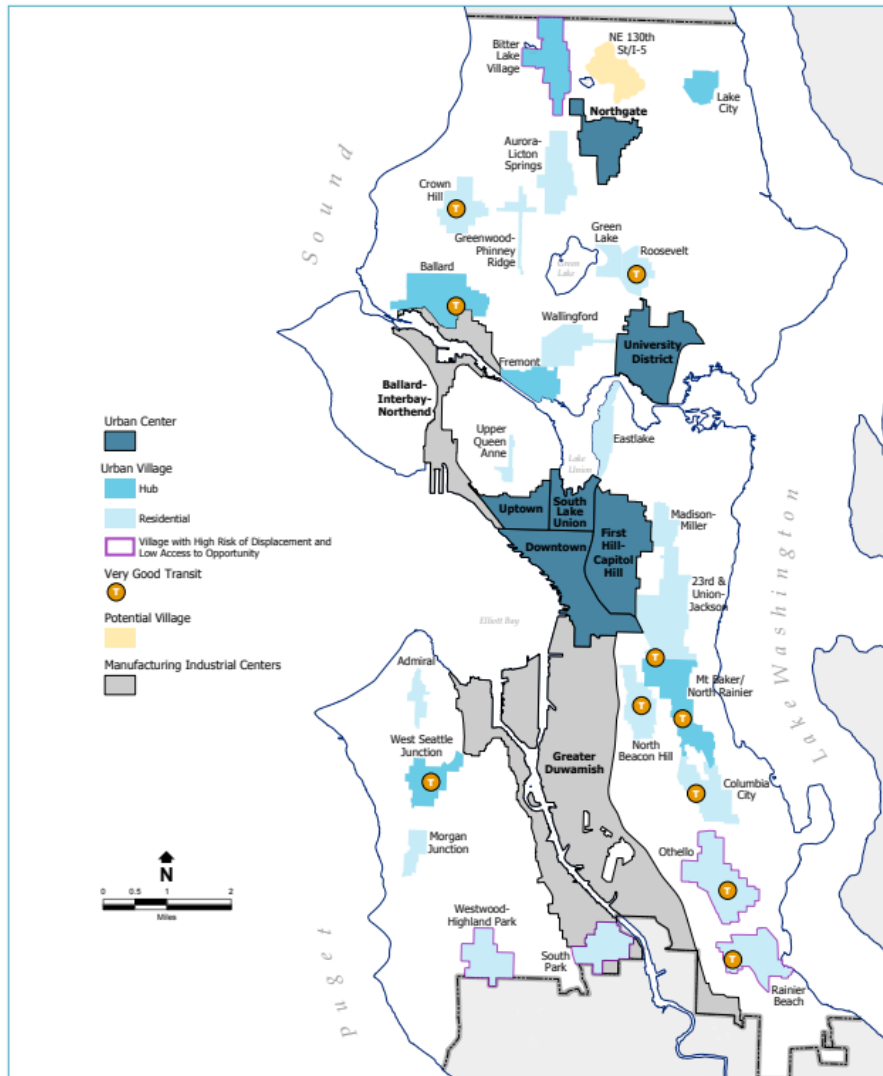 Bitter
Lake
Village
NE 130th
St/I-5
Lake
City
Northgate
Aurora-
Licton
Springs
Crown
Hill
Greenwood-
Phinney
Ridge
Green
Lake
Roosevelt
Green
Lake
Sound
Ballard
Wallingford
University
District
Fremont
Ballard-
Interbay-
Northend
Upper
Queen
Anne
Lake
Union
Eastlake
Urban Center
Urban Village
Hub
Residential
Village with High Risk of Displacement and
Low Access to Opportunity
Very Good Transit
T
Potential Village
Manufacturing Industrial Centers
Uptown
South
Lake
Union
Downtown
First
Hill-
Capitol
Hill
Madison-
Miller
23rd &
Union-
Jackson
Lake Washington
Elliott Bay
Admiral
Mt Baker/
North Rainier
North
Beacon Hill
West Seattle
Junction
Greater
Duwamish
Columbia
City
Morgan
Junction
Othello
N
0 0.5 1 2
Miles
Westwood-
Highland Park
South
Park
Rainier
Beach
Puget
T
T
T
T
T
T
T
T
T
T